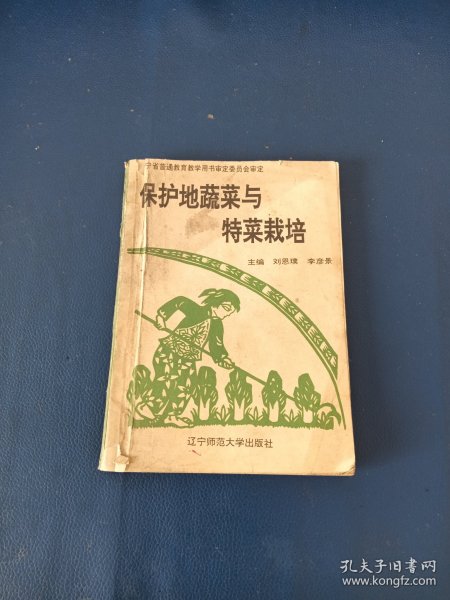 宁省普通教育教学用书审定委员会审定
保护地蔬菜与
特菜栽培
主编 刘恩璞 李彦景
辽宁师范大学出版社
孔夫子旧书网
www.kongfz.com